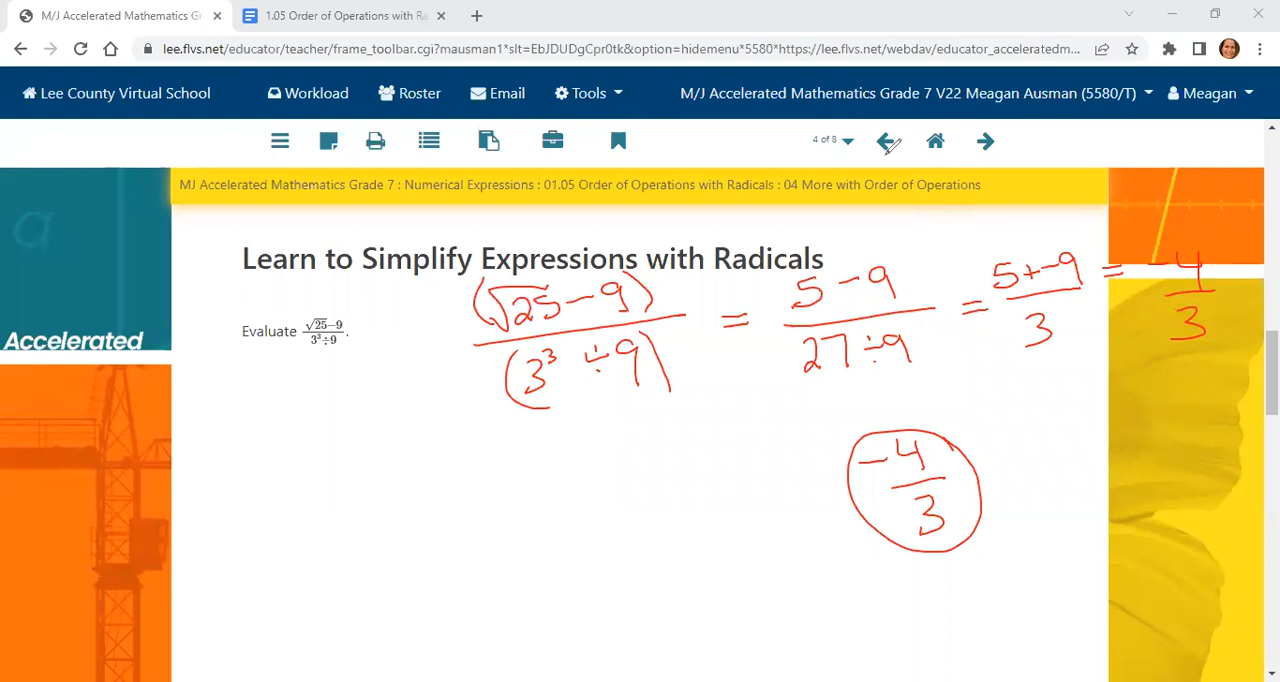 M/J Accelerated Mathematics Gr
1.05 Order of Operations with Ra
lee.flvs.net/educator/teacher/frame_toolbar.cgi?mausman1*slt=EbJDUDgCpr0tk&option=hidemenu*5580*https://lee.flvs.net/webdav/educator_acceleratedm...
Lee County Virtual School Workload Roster Email Tools M/J Accelerated Mathematics Grade 7 V22 Meagan Ausman (5580/T) Meagan
4 of 8
MJ Accelerated Mathematics Grade 7 : Numerical Expressions : 01.05 Order of Operations with Radicals : 04 More with Order of Operations
a
Learn to Simplify Expressions with Radicals
Evaluate (√25−9)/(3³÷9).
(√25 − 9)/(3³ ÷ 9) = (5 − 9)/(27 ÷ 9) = (5 + −9)/3 = −4/3
−4/3
Accelerated